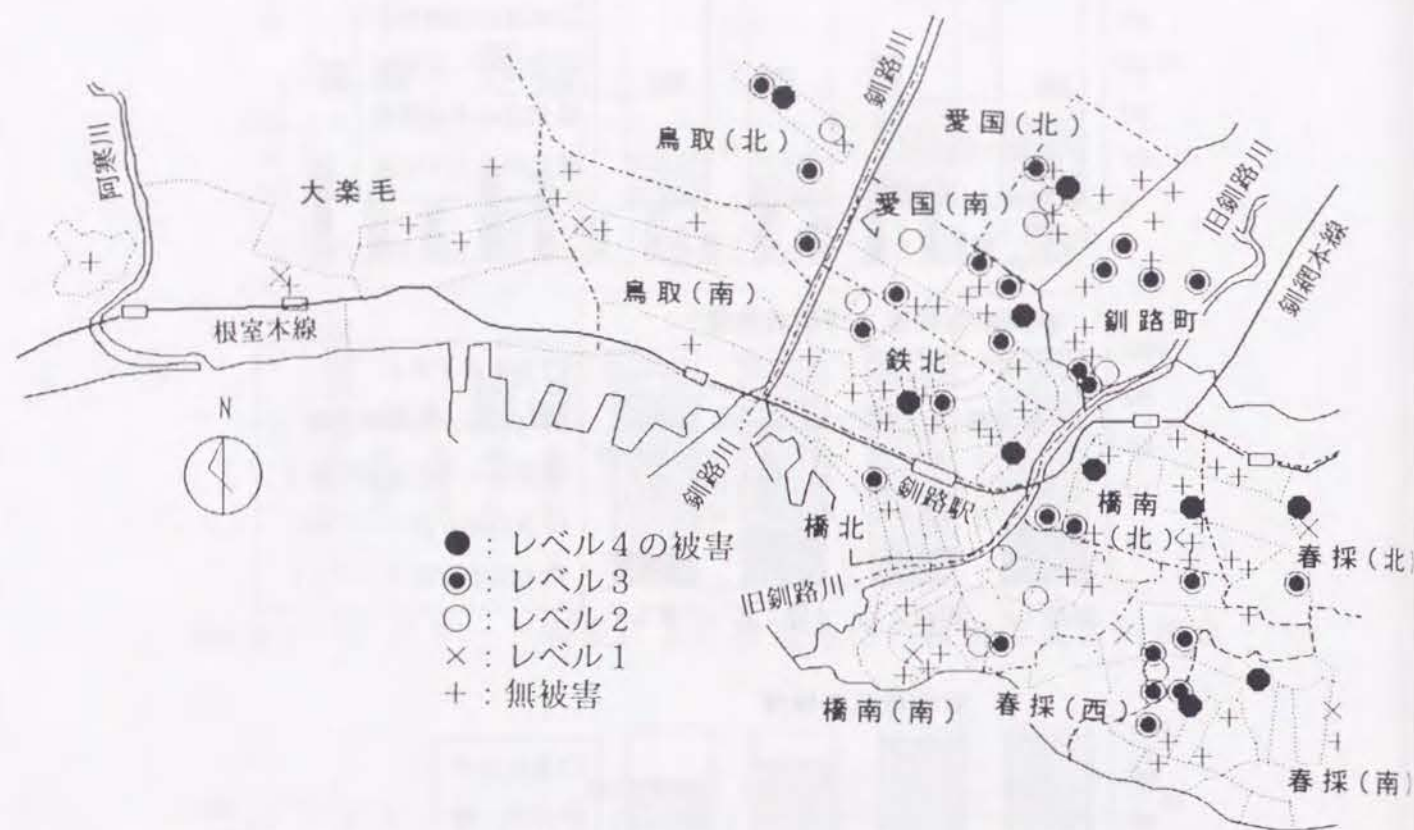 釧路川
阿寒川
鳥取(北)
愛国(北)
大楽毛
愛国(南)
旧釧路川
釧網本線
鳥取(南)
釧路町
根室本線
鉄北
N
釧路川
釧路駅
橋北
橋南
(北)
春採(北)
旧釧路川
●：レベル4の被害
◉：レベル3
○：レベル2
×：レベル1
+：無被害
橋南(南)
春採(西)
春採(南)